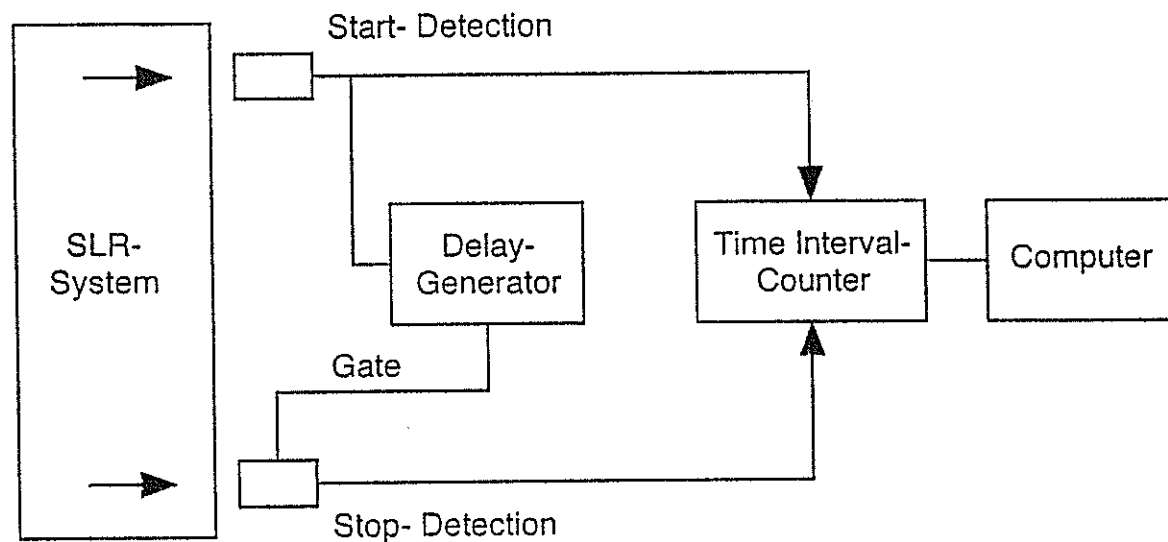 Start- Detection
SLR-
System
Delay-
Generator
Time Interval-
Counter
Computer
Gate
Stop- Detection